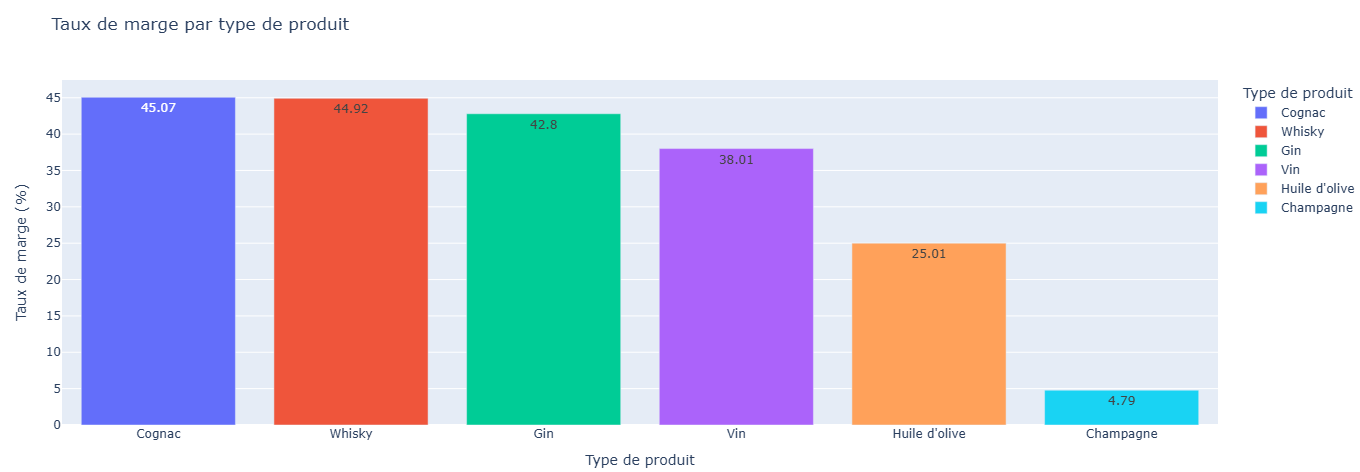 Taux de marge par type de produit
Taux de marge (%)
45
40
35
30
25
20
15
10
5
0
45.07
44.92
42.8
38.01
25.01
4.79
Cognac
Whisky
Gin
Vin
Huile d'olive
Champagne
Type de produit
Type de produit
Cognac
Whisky
Gin
Vin
Huile d'olive
Champagne